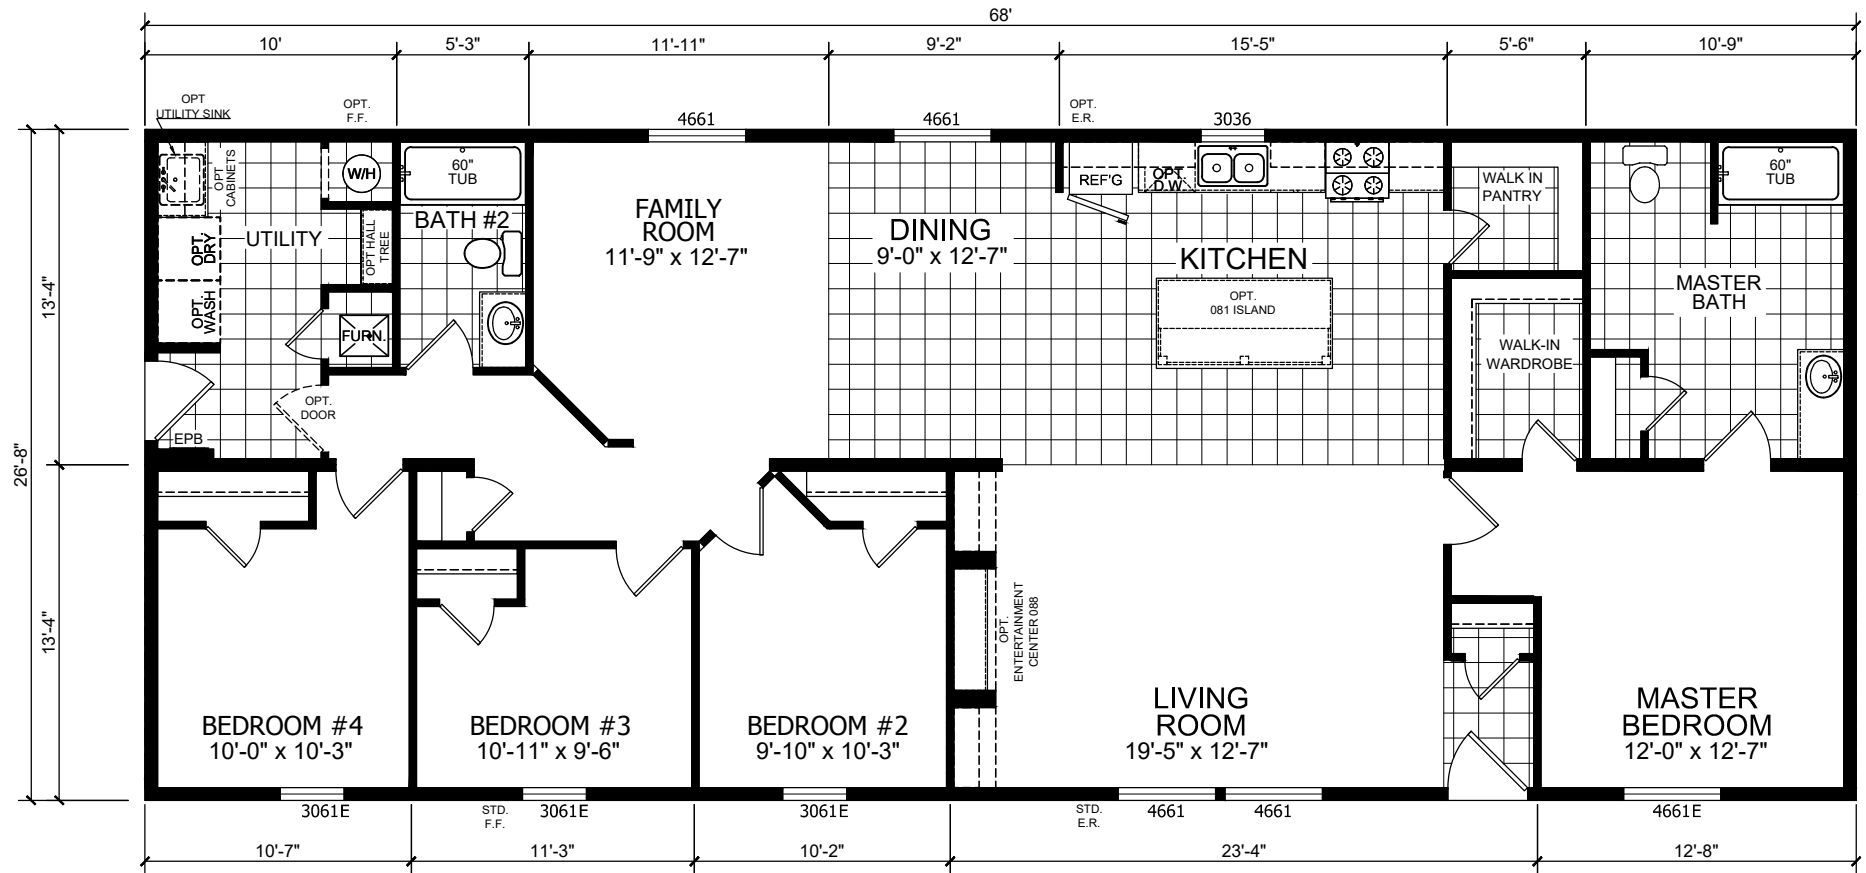 68'
10'
5'-3"
11'-11"
9'-2"
15'-5"
5'-6"
10'-9"
OPT
UTILITY SINK
OPT.
F.F.
4661
4661
OPT.
E.R.
3036
26'-8"
13'-4"
13'-4"
OPT
CABINETS
W/H
60"
TUB
BATH #2
UTILITY
OPT HALL
TREE
OPT.
DRY
OPT.
WASH
FURN.
OPT.
DOOR
EPB
FAMILY
ROOM
11'-9" x 12'-7"
DINING
9'-0" x 12'-7"
REF'G
OPT.
D.W.
KITCHEN
OPT.
081 ISLAND
WALK IN
PANTRY
WALK-IN
WARDROBE
60"
TUB
MASTER
BATH
OPT.
ENTERTAINMENT
CENTER 088
BEDROOM #4
10'-0" x 10'-3"
BEDROOM #3
10'-11" x 9'-6"
BEDROOM #2
9'-10" x 10'-3"
LIVING
ROOM
19'-5" x 12'-7"
MASTER
BEDROOM
12'-0" x 12'-7"
3061E
STD.
F.F.
3061E
3061E
STD.
E.R.
4661
4661
4661E
10'-7"
11'-3"
10'-2"
23'-4"
12'-8"